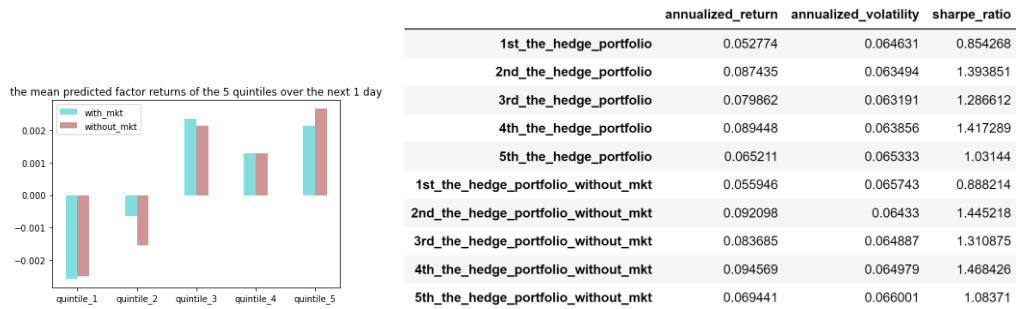 the mean predicted factor returns of the 5 quintiles over the next 1 day
with_mkt
without_mkt
0.002
0.001
0.000
−0.001
−0.002
quintile_1 quintile_2 quintile_3 quintile_4 quintile_5
annualized_return annualized_volatility sharpe_ratio
1st_the_hedge_portfolio 0.052774 0.064631 0.854268
2nd_the_hedge_portfolio 0.087435 0.063494 1.393851
3rd_the_hedge_portfolio 0.079862 0.063191 1.286612
4th_the_hedge_portfolio 0.089448 0.063856 1.417289
5th_the_hedge_portfolio 0.065211 0.065333 1.03144
1st_the_hedge_portfolio_without_mkt 0.055946 0.065743 0.888214
2nd_the_hedge_portfolio_without_mkt 0.092098 0.06433 1.445218
3rd_the_hedge_portfolio_without_mkt 0.083685 0.064887 1.310875
4th_the_hedge_portfolio_without_mkt 0.094569 0.064979 1.468426
5th_the_hedge_portfolio_without_mkt 0.069441 0.066001 1.08371